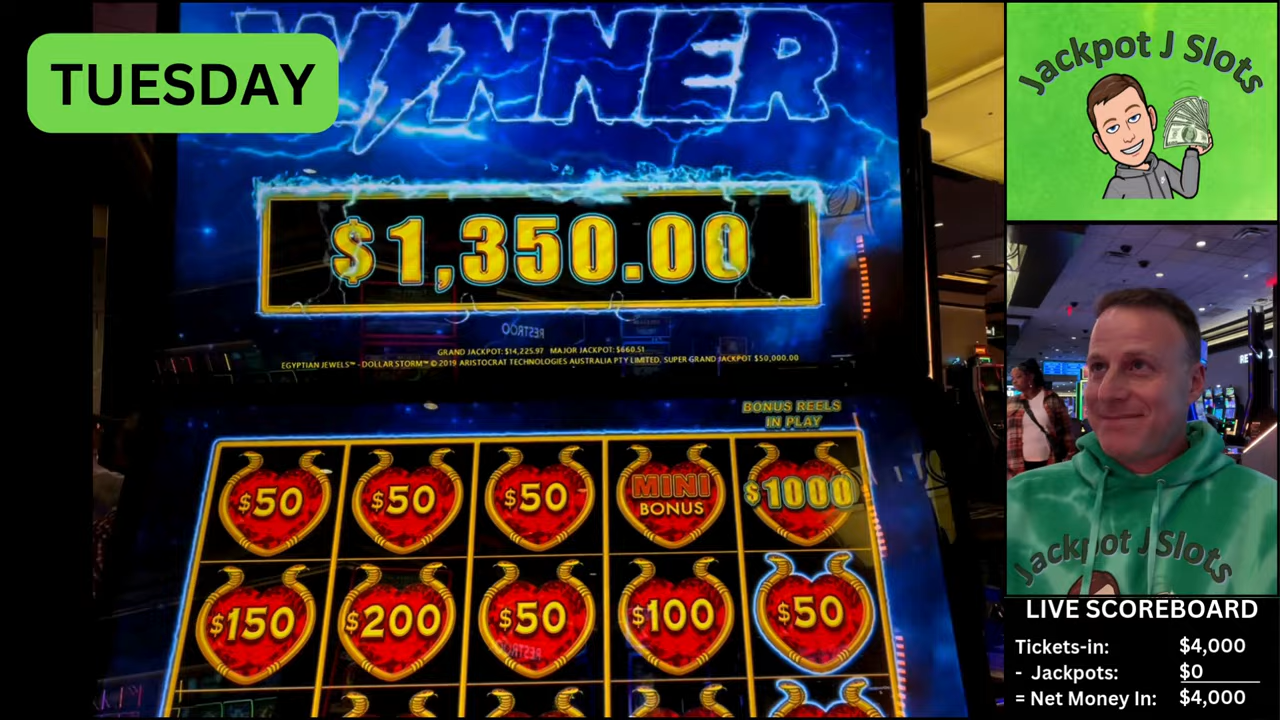 TUESDAY
WINNER
$1,350.00
GRAND JACKPOT: $14,225.97 MAJOR JACKPOT: $660.51
EGYPTIAN JEWELS™ - DOLLAR STORM™ © 2019 ARISTOCRAT TECHNOLOGIES AUSTRALIA PTY LIMITED. SUPER GRAND JACKPOT $50,000.00
BONUS REELS
IN PLAY
$50 $50 $50 MINI BONUS $1000
$150 $200 $50 $100 $50
Jackpot J Slots
Jackpot J Slots
LIVE SCOREBOARD
Tickets-in: $4,000
- Jackpots: $0
= Net Money In: $4,000